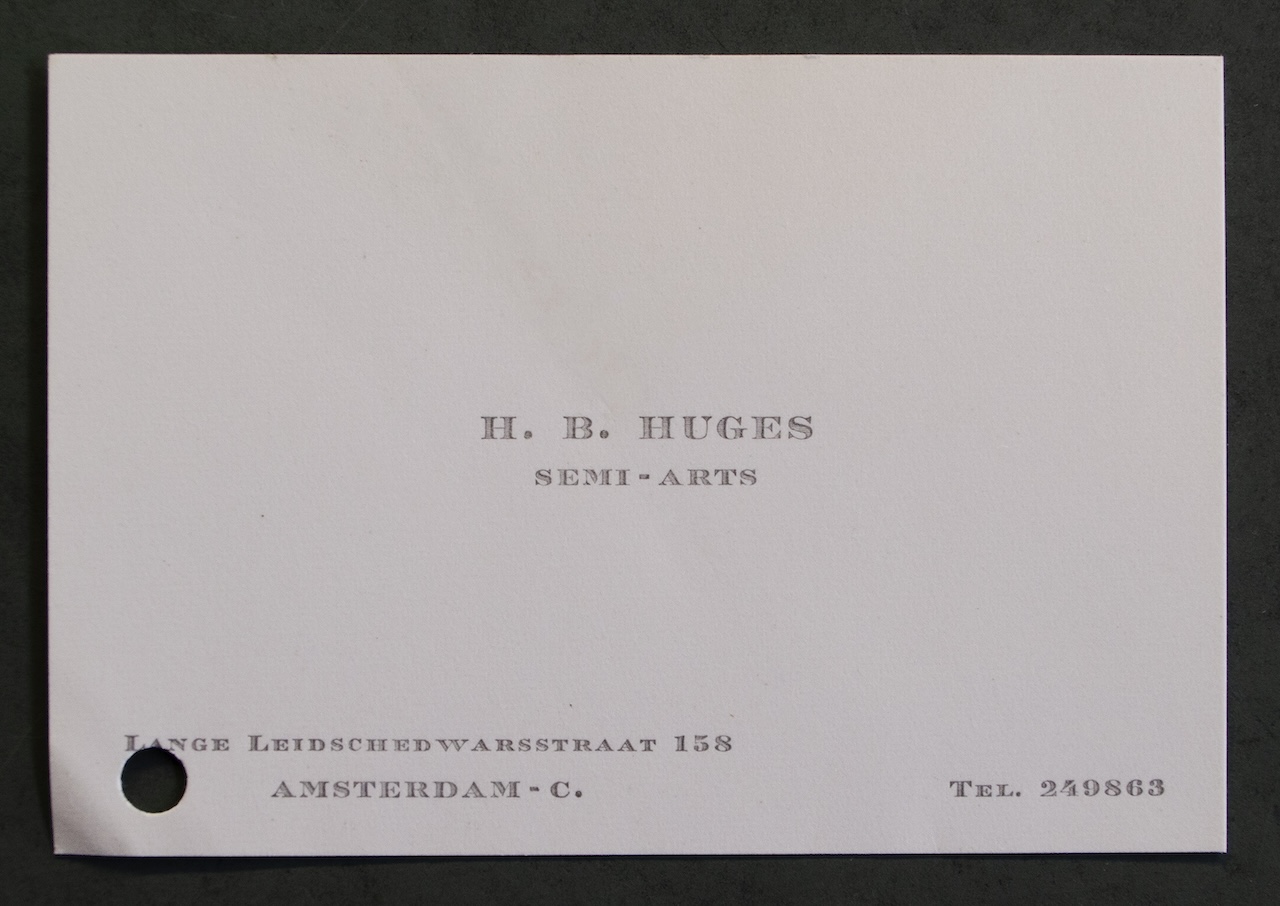 H. B. HUGES
SEMI-ARTS
LANGE LEIDSCHEDWARSSTRAAT 158
AMSTERDAM-C.
TEL. 249863